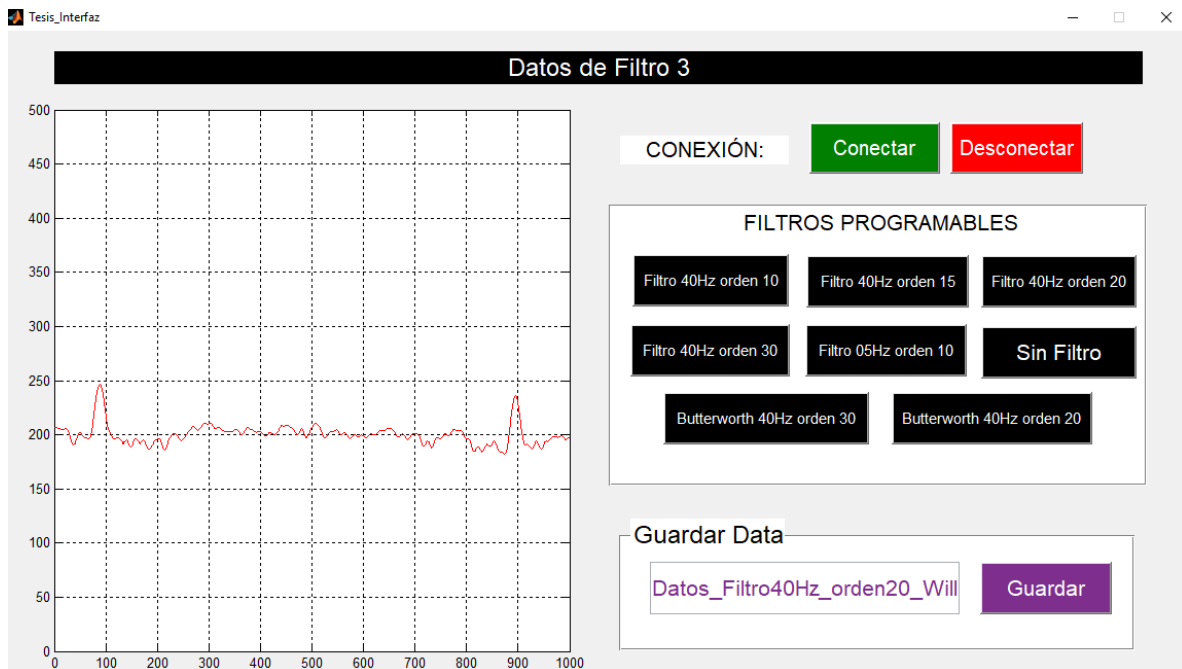 Tesis_Interfaz
Datos de Filtro 3
500
450
400
350
300
250
200
150
100
50
0
0 100 200 300 400 500 600 700 800 900 1000
CONEXIÓN: Conectar Desconectar
FILTROS PROGRAMABLES
Filtro 40Hz orden 10 Filtro 40Hz orden 15 Filtro 40Hz orden 20
Filtro 40Hz orden 30 Filtro 05Hz orden 10 Sin Filtro
Butterworth 40Hz orden 30 Butterworth 40Hz orden 20
Guardar Data
Datos_Filtro40Hz_orden20_Will Guardar